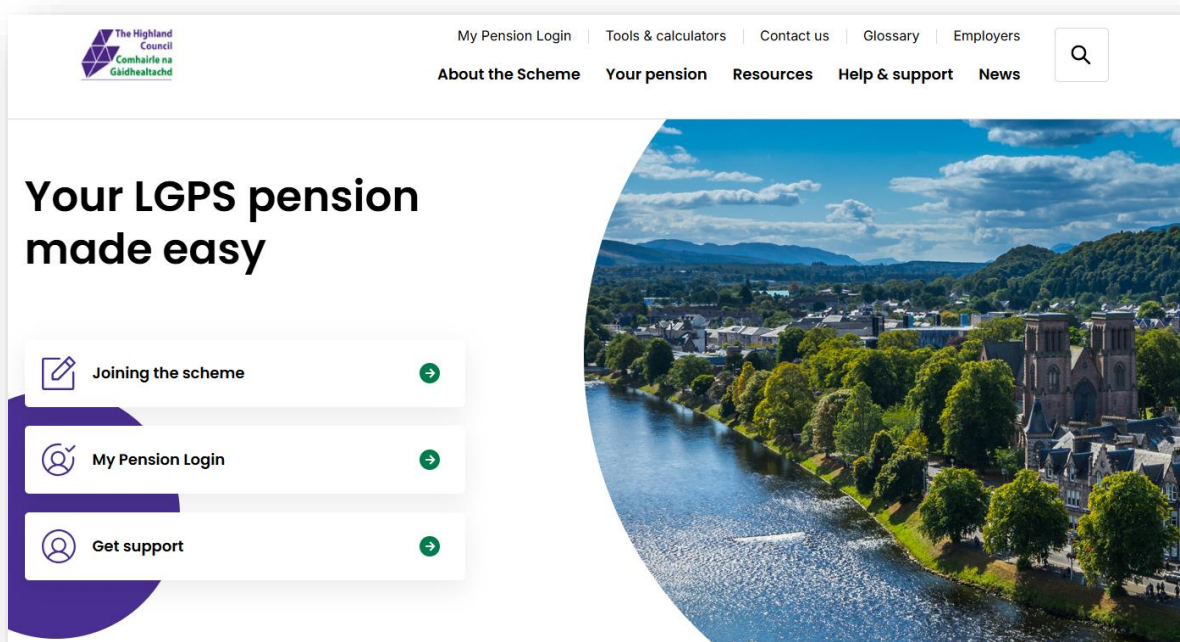 The Highland
Council
Comhairle na
Gàidhealtachd
My Pension Login
Tools & calculators
Contact us
Glossary
Employers
About the Scheme
Your pension
Resources
Help & support
News
Your LGPS pension
made easy
Joining the scheme
My Pension Login
Get support